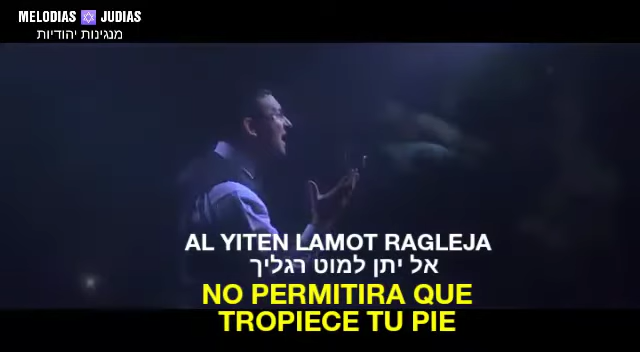 MELODIAS ✡ JUDIAS
מנגינות יהודיות
AL YITEN LAMOT RAGLEJA
אל יתן למוט רגליך
NO PERMITIRA QUE
TROPIECE TU PIE